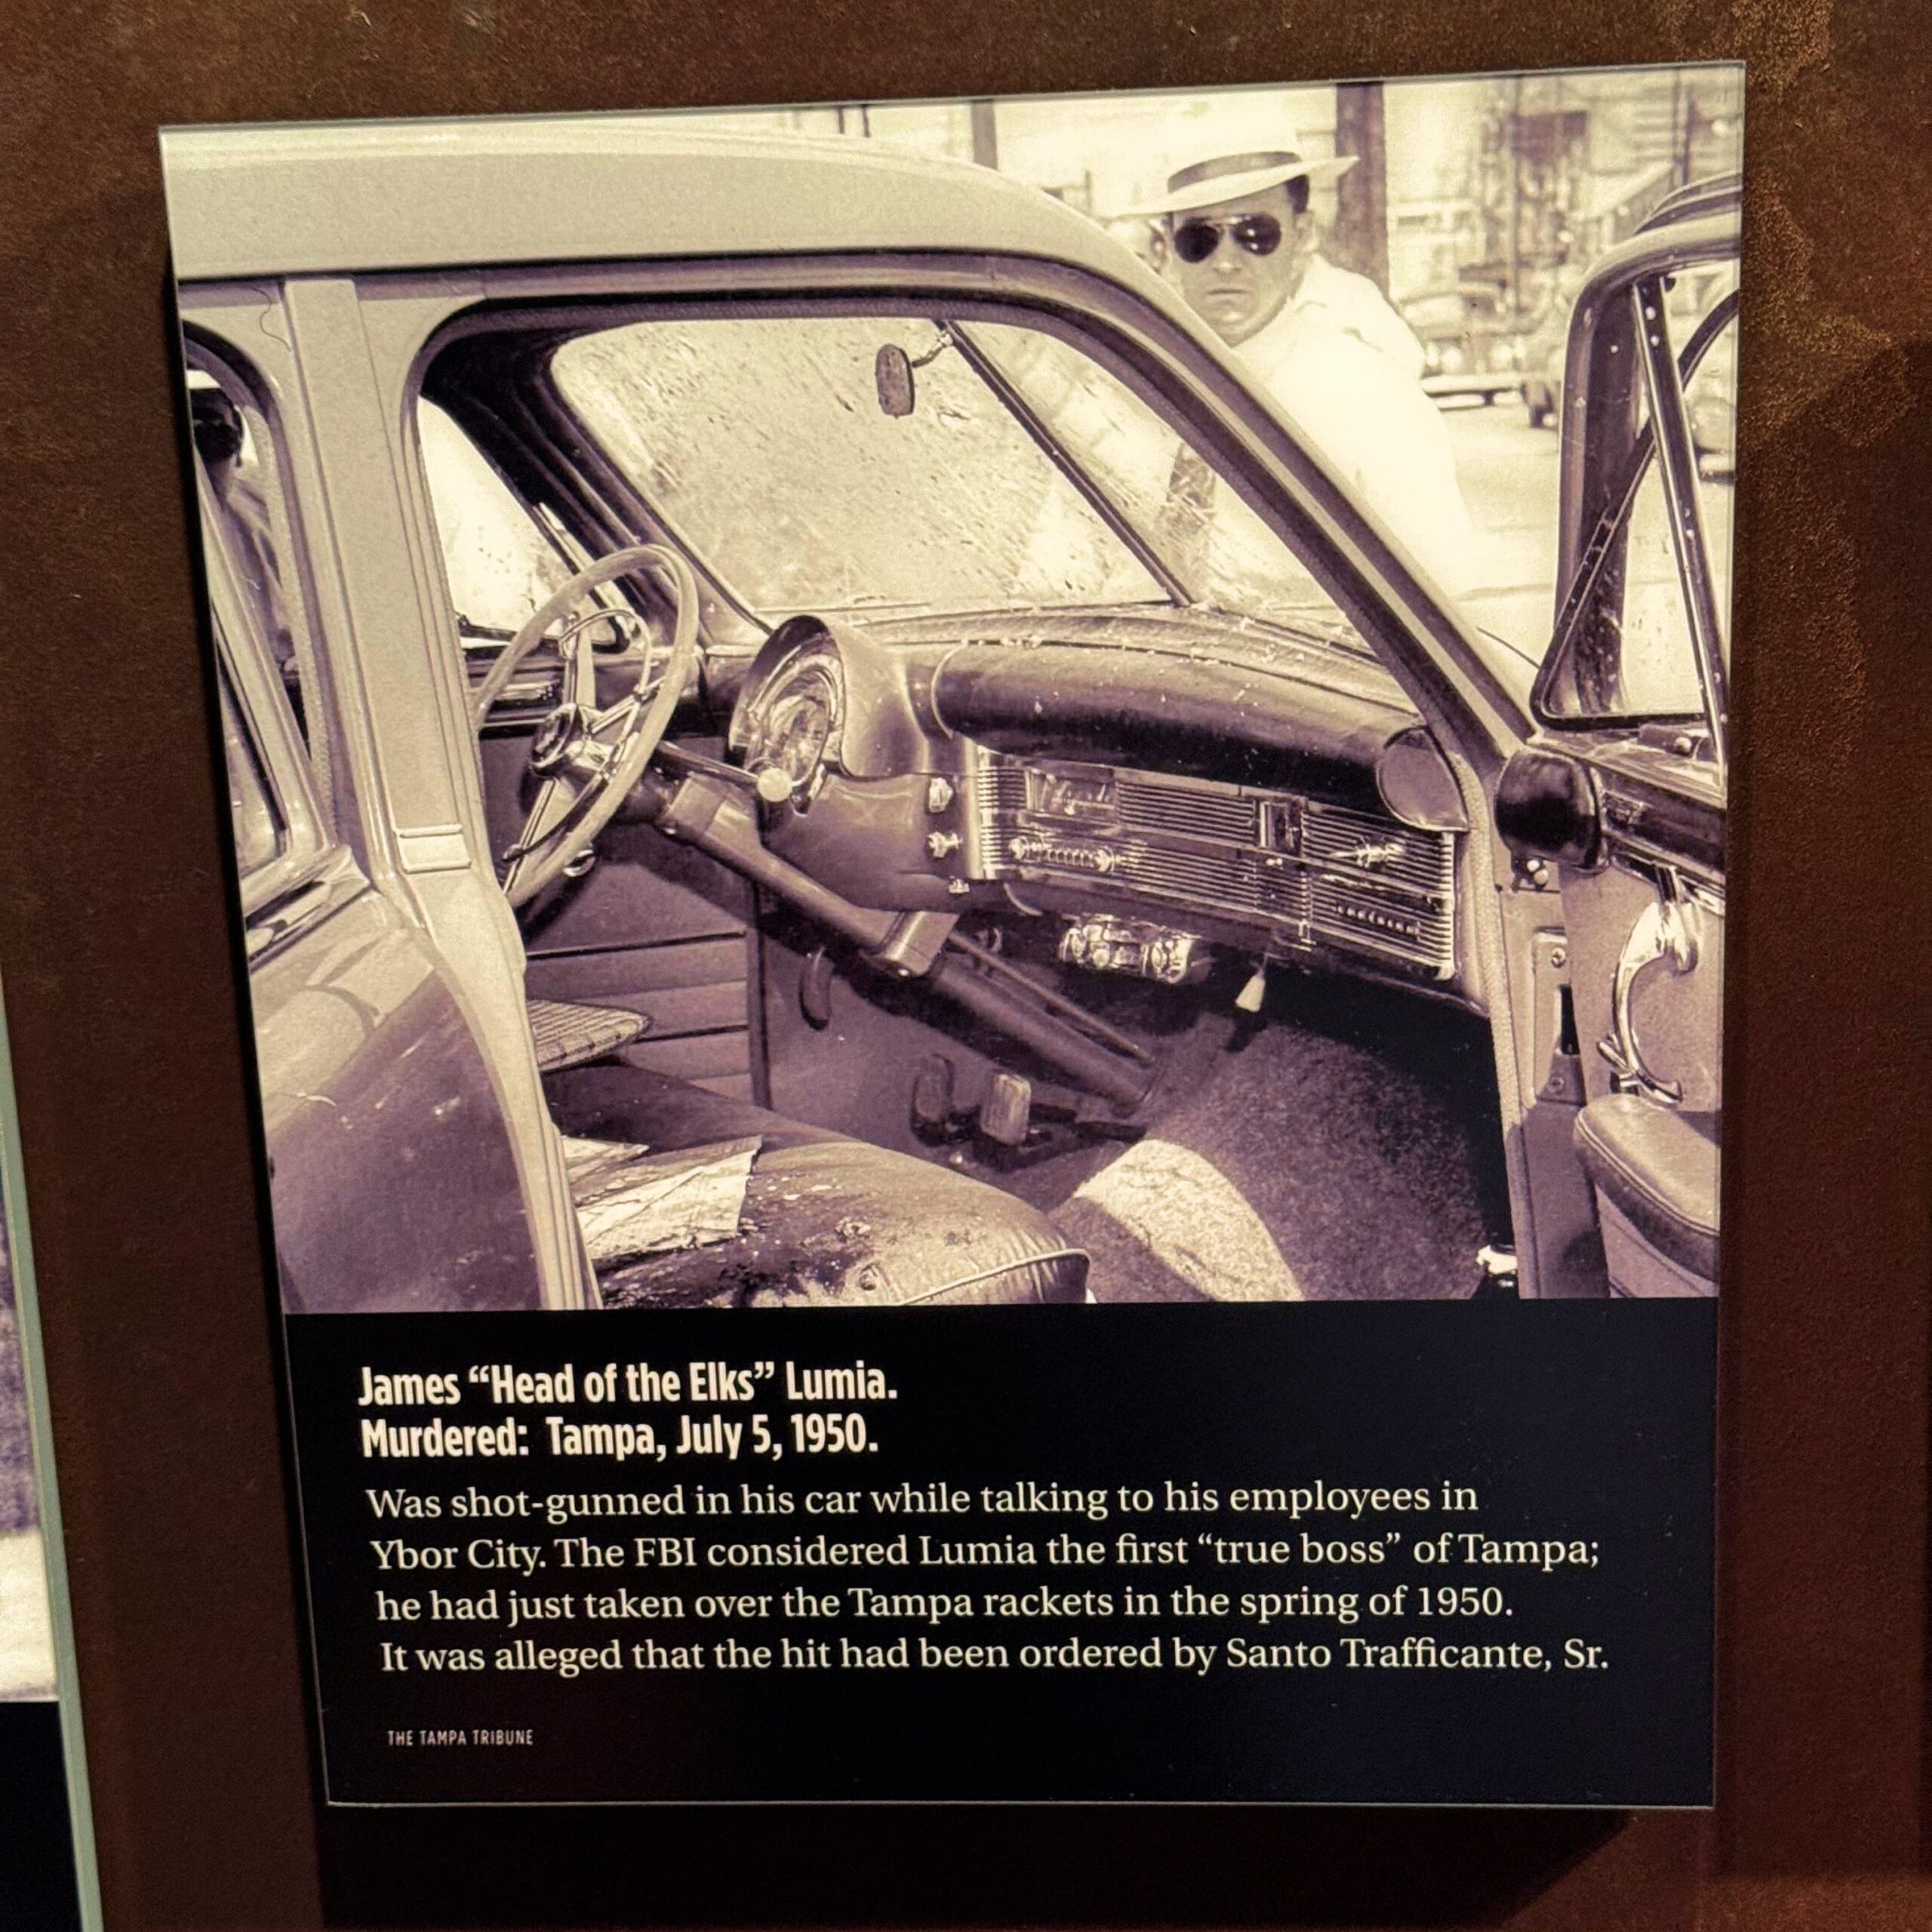 James “Head of the Elks” Lumia.
Murdered: Tampa, July 5, 1950.
Was shot-gunned in his car while talking to his employees in
Ybor City. The FBI considered Lumia the first “true boss” of Tampa;
he had just taken over the Tampa rackets in the spring of 1950.
It was alleged that the hit had been ordered by Santo Trafficante, Sr.
THE TAMPA TRIBUNE